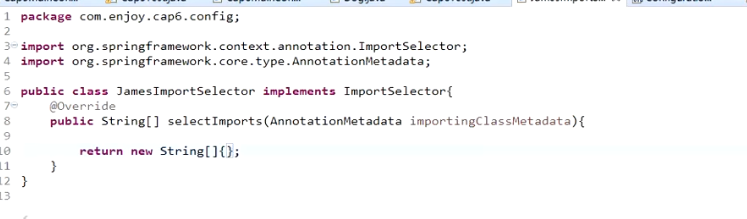 1 package com.enjoy.cap6.config;
2
3 import org.springframework.context.annotation.ImportSelector;
4 import org.springframework.core.type.AnnotationMetadata;
5
6 public class JamesImportSelector implements ImportSelector{
7 @Override
8 public String[] selectImports(AnnotationMetadata importingClassMetadata){
9
10 return new String[]{};
11 }
12 }
13